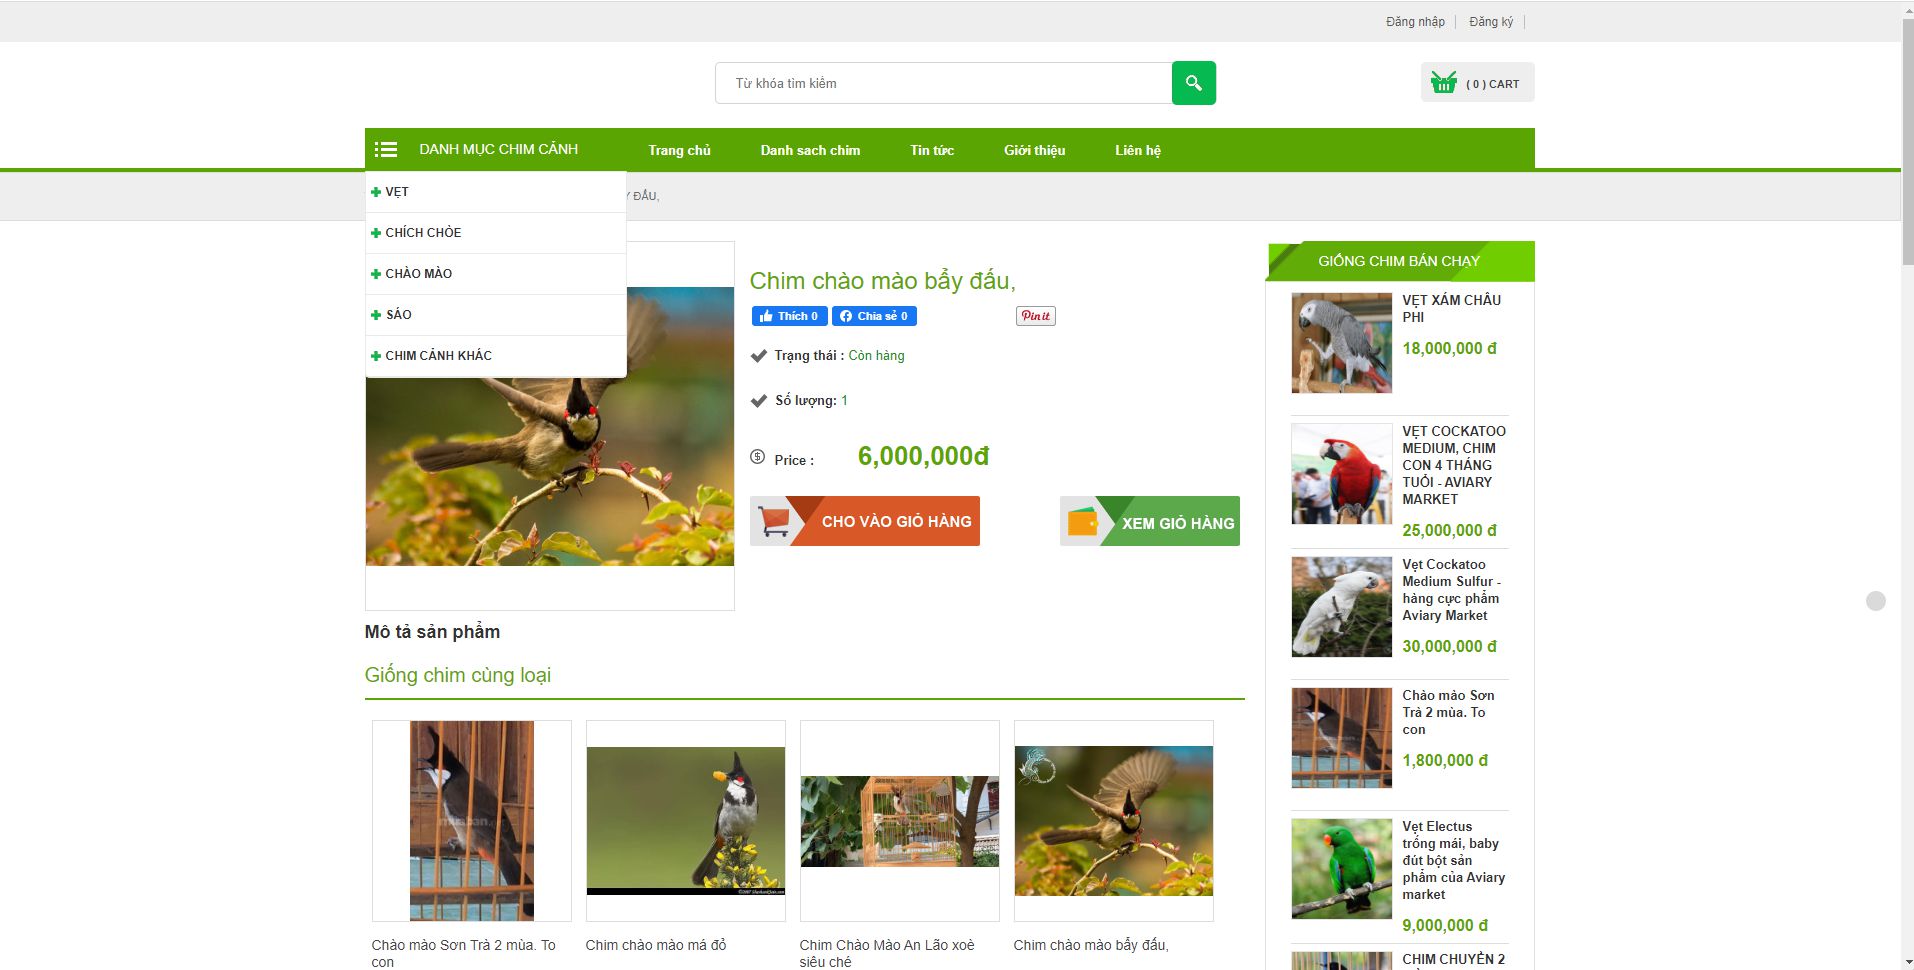 Đăng nhập
Đăng ký
Từ khóa tìm kiếm
( 0 ) CART
DANH MỤC CHIM CẢNH
Trang chủ
Danh sach chim
Tin tức
Giới thiệu
Liên hệ
VẸT
CHÍCH CHÒE
CHÀO MÀO
SÁO
CHIM CẢNH KHÁC
ĐẤU,
Chim chào mào bẫy đấu,
Thích 0
Chia sẻ 0
Pin it
Trạng thái : Còn hàng
Số lượng: 1
Price :
6,000,000đ
CHO VÀO GIỎ HÀNG
XEM GIỎ HÀNG
Mô tả sản phẩm
Giống chim cùng loại
Chào mào Sơn Trà 2 mùa. To
con
Chim chào mào má đỏ
Chim Chào Mào An Lão xoè
siêu ché
Chim chào mào bẫy đấu,
GIỐNG CHIM BÁN CHẠY
VẸT XÁM CHÂU
PHI
18,000,000 đ
VẸT COCKATOO
MEDIUM, CHIM
CON 4 THÁNG
TUỔI - AVIARY
MARKET
25,000,000 đ
Vẹt Cockatoo
Medium Sulfur -
hàng cực phẩm
Aviary Market
30,000,000 đ
Chào mào Sơn
Trà 2 mùa. To
con
1,800,000 đ
Vẹt Electus
trống mái, baby
đút bột sản
phẩm của Aviary
market
9,000,000 đ
CHIM CHUYỀN 2